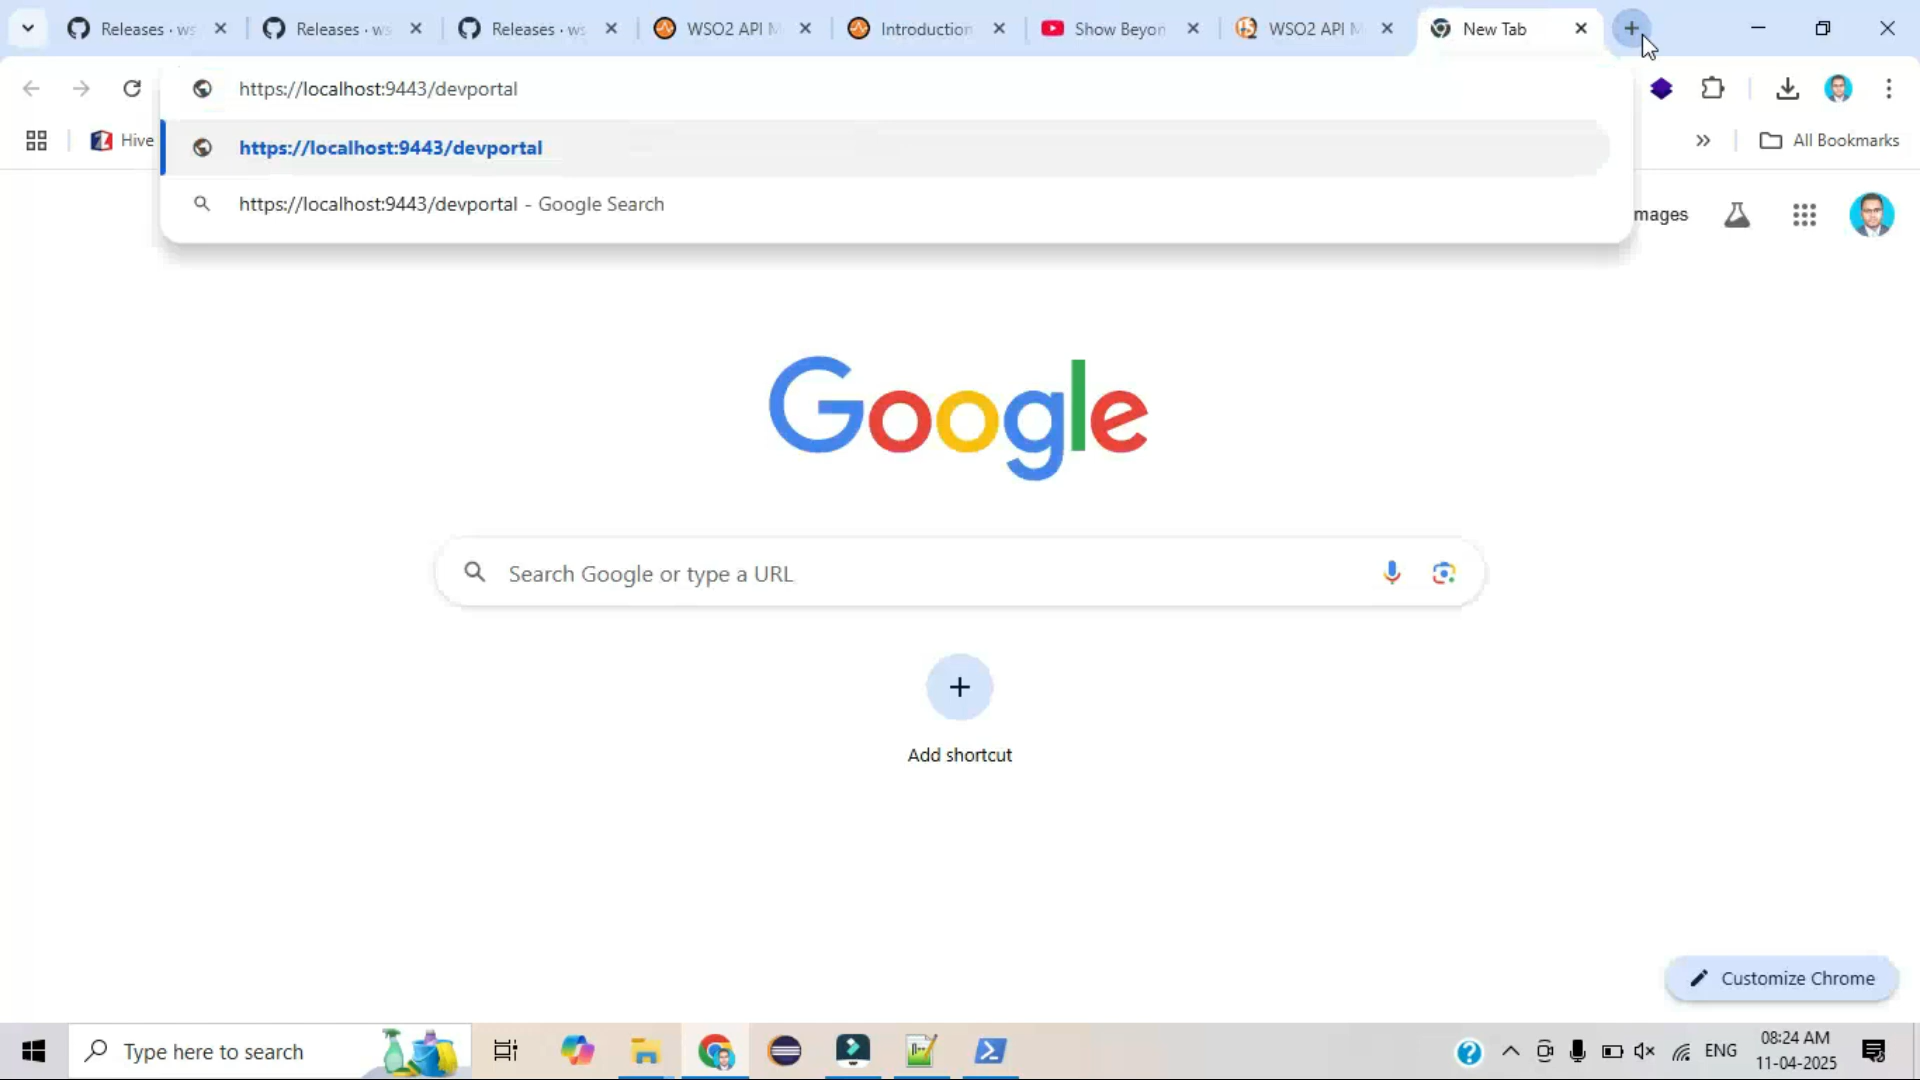 Releases · ws
Releases · ws
Releases · ws
WSO2 API M
Introduction
Show Beyon
WSO2 API M
New Tab
https://localhost:9443/devportal
Hive
https://localhost:9443/devportal
All Bookmarks
https://localhost:9443/devportal - Google Search
mages
Google
Search Google or type a URL
Add shortcut
Customize Chrome
Type here to search
ENG
08:24 AM
11-04-2025